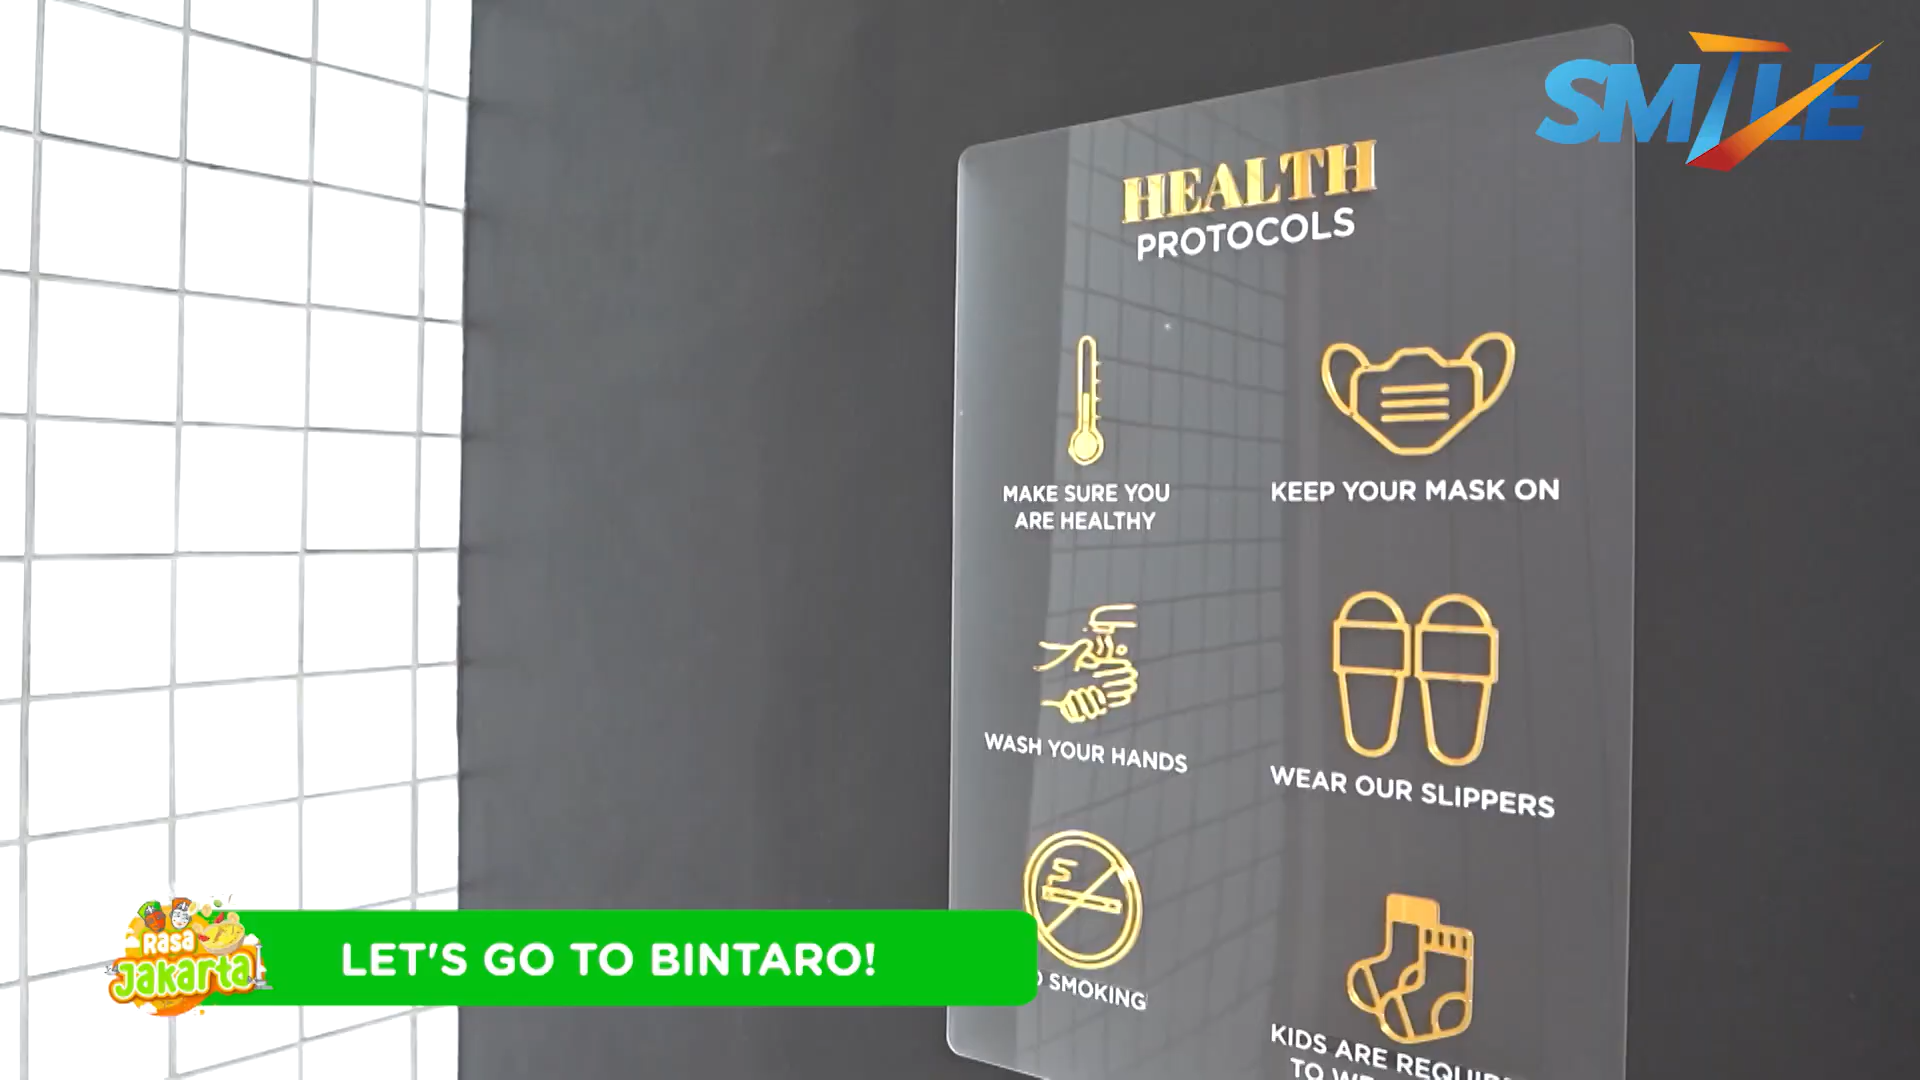 SMILE
HEALTH
PROTOCOLS
MAKE SURE YOU
ARE HEALTHY
KEEP YOUR MASK ON
WASH YOUR HANDS
WEAR OUR SLIPPERS
SMOKING
KIDS ARE
TO
Rasa
Jakarta
LET'S GO TO BINTARO!